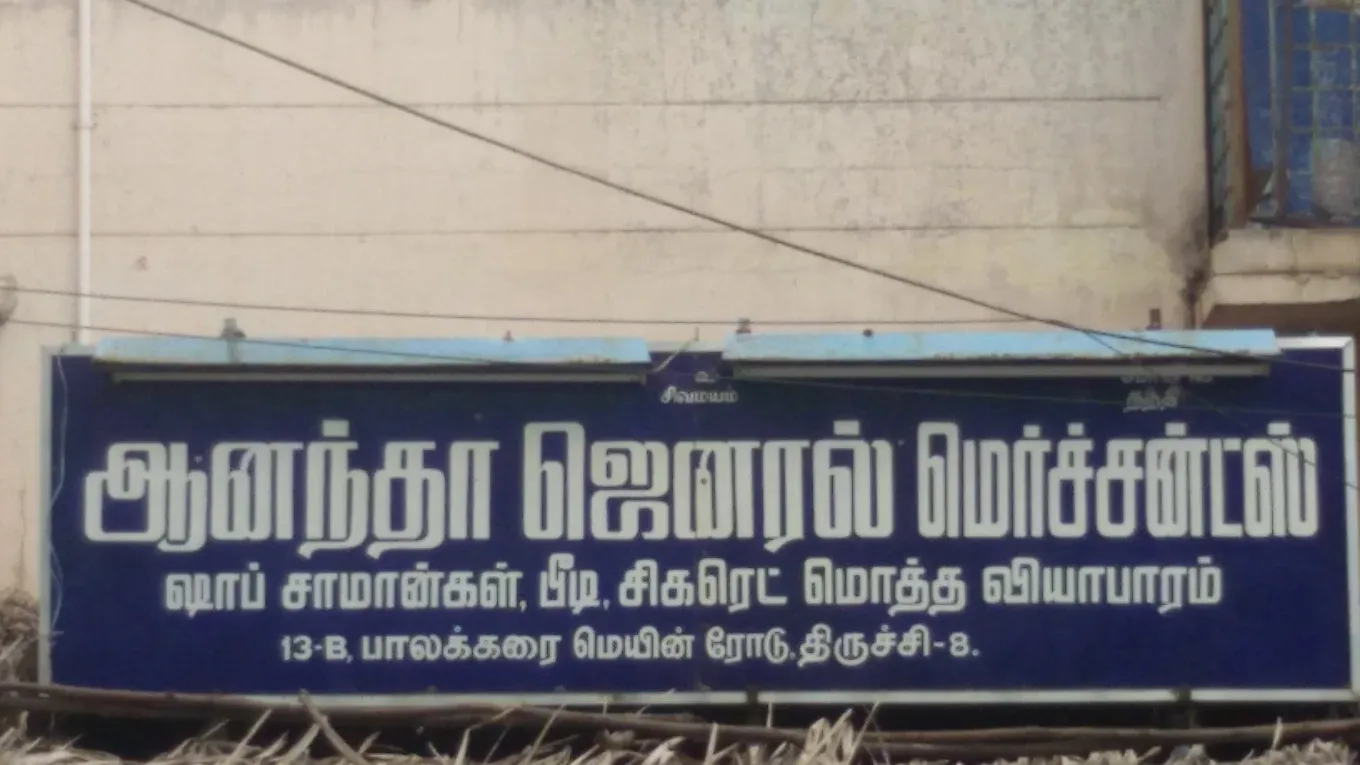 உ
சிவமயம்
ஆனந்தா ஜெனரல் மெர்ச்சன்ட்ஸ்
ஷாப் சாமான்கள், பீடி, சிகரெட் மொத்த வியாபாரம்
13-B, பாலக்கரை மெயின் ரோடு, திருச்சி-8.